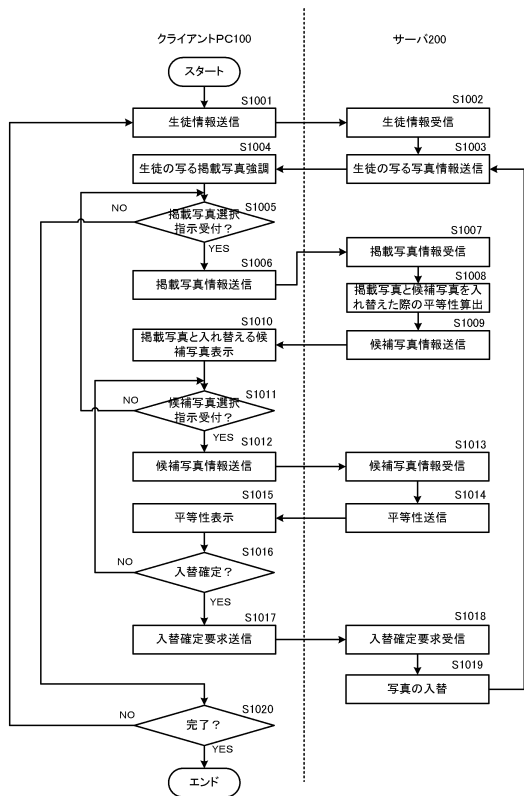 クライアントPC100
サーバ200
スタート
S1001
生徒情報送信
S1002
生徒情報受信
S1003
生徒の写る写真情報送信
S1004
生徒の写る掲載写真強調
S1005
掲載写真選択
指示受付？
NO
YES
S1006
掲載写真情報送信
S1007
掲載写真情報受信
S1008
掲載写真と候補写真を入
れ替えた際の平等性算出
S1009
候補写真情報送信
S1010
掲載写真と入れ替える候
補写真表示
S1011
候補写真選択
指示受付？
NO
YES
S1012
候補写真情報送信
S1013
候補写真情報受信
S1014
平等性送信
S1015
平等性表示
S1016
入替確定？
NO
YES
S1017
入替確定要求送信
S1018
入替確定要求受信
S1019
写真の入替
S1020
完了？
NO
YES
エンド